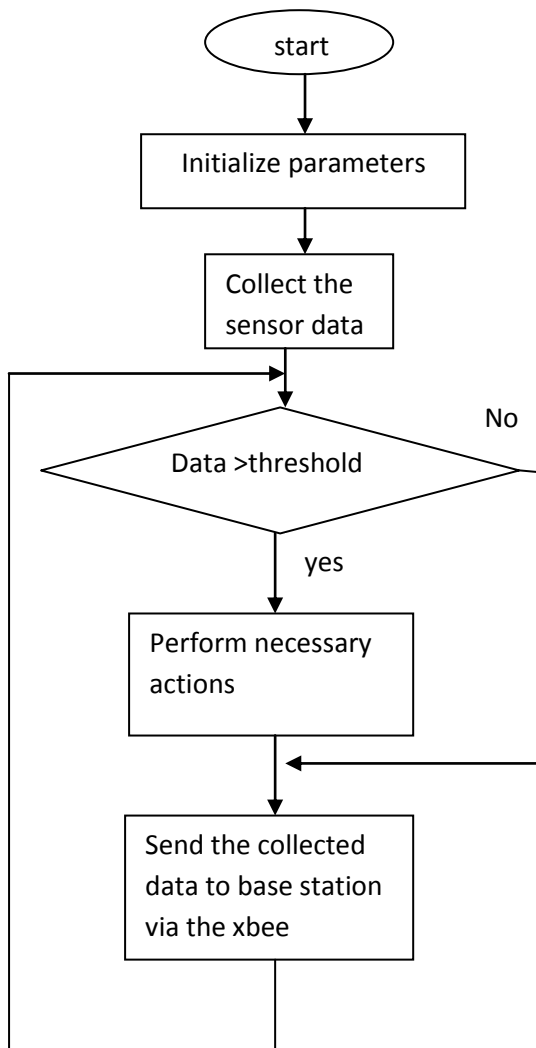 start
Initialize parameters
Collect the
sensor data
No
Data >threshold
yes
Perform necessary
actions
Send the collected
data to base station
via the xbee